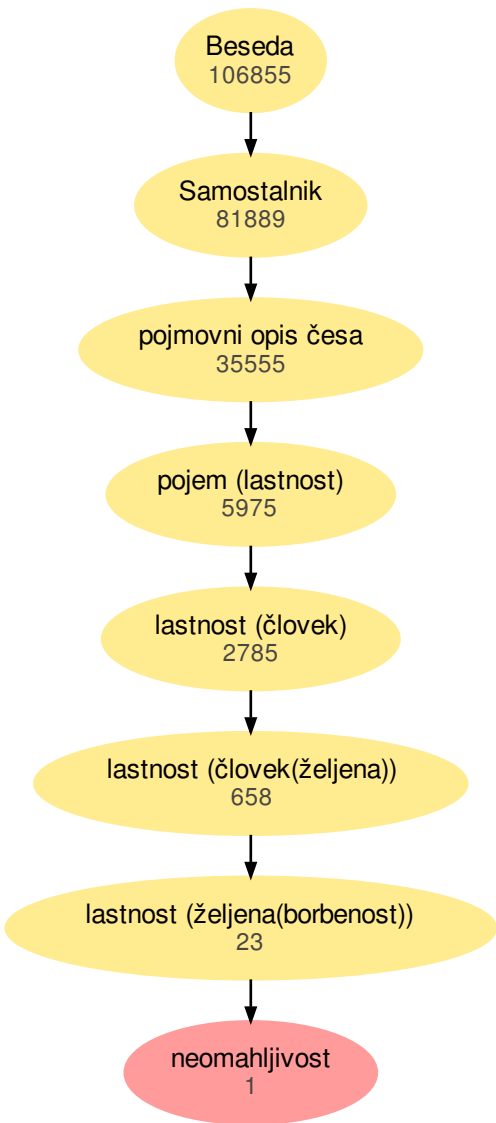 Beseda
106855
Samostalnik
81889
pojmovni opis česa
35555
pojem (lastnost)
5975
lastnost (človek)
2785
lastnost (človek(željena))
658
lastnost (željena(borbenost))
23
neomahljivost
1